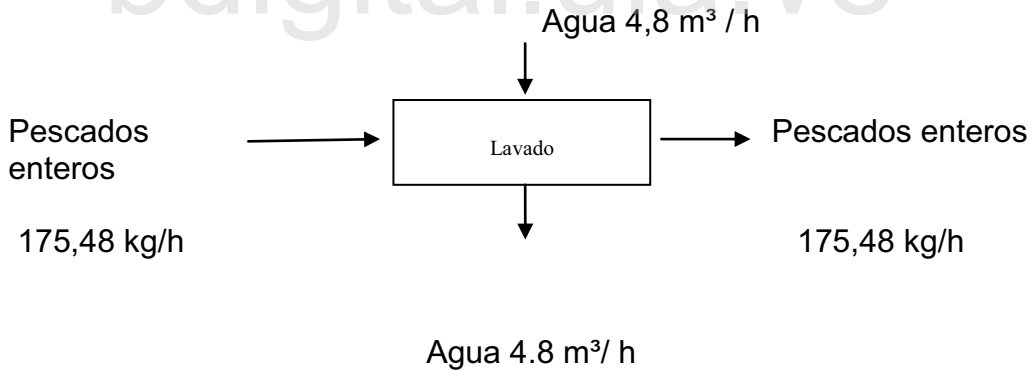 Agua 4,8 m³ / h
Pescados
enteros
Lavado
Pescados enteros
175,48 kg/h
175,48 kg/h
Agua 4.8 m³/ h